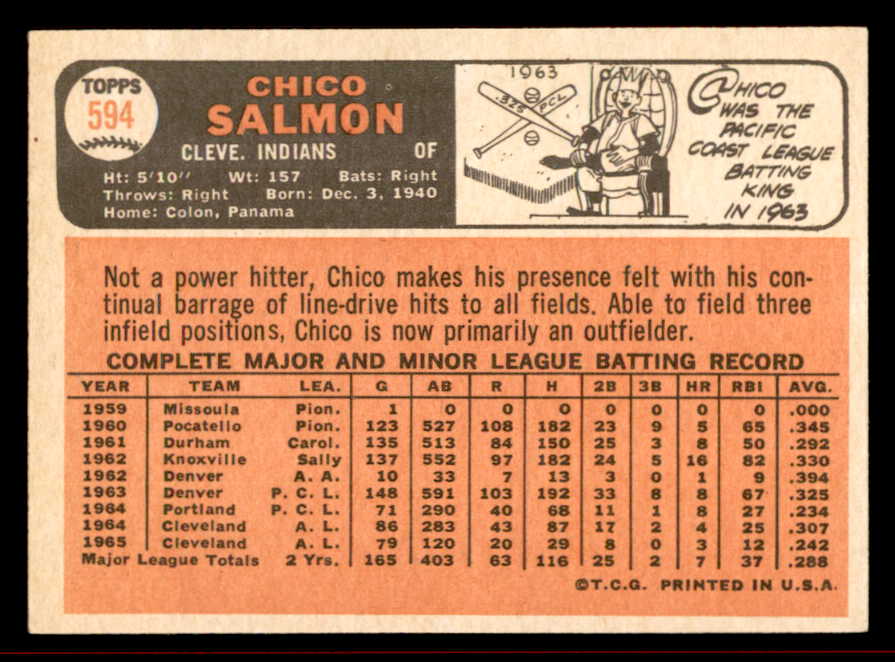 TOPPS
594
CHICO
SALMON
CLEVE. INDIANS OF
Ht: 5'10" Wt: 157 Bats: Right
Throws: Right Born: Dec. 3, 1940
Home: Colon, Panama
1963
.325 PCL
CHICO
WAS THE
PACIFIC
COAST LEAGUE
BATTING
KING
IN 1963
Not a power hitter, Chico makes his presence felt with his con-
tinual barrage of line-drive hits to all fields. Able to field three
infield positions, Chico is now primarily an outfielder.
COMPLETE MAJOR AND MINOR LEAGUE BATTING RECORD
YEAR TEAM LEA. G AB R H 2B 3B HR RBI AVG.
1959 Missoula Pion. 1 0 0 0 0 0 0 0 .000
1960 Pocatello Pion. 123 527 108 182 23 9 5 65 .345
1961 Durham Carol. 135 513 84 150 25 3 8 50 .292
1962 Knoxville Sally 137 552 97 182 24 5 16 82 .330
1962 Denver A. A. 10 33 7 13 3 0 1 9 .394
1963 Denver P. C. L. 148 591 103 192 33 8 8 67 .325
1964 Portland P. C. L. 71 290 40 68 11 1 8 27 .234
1964 Cleveland A. L. 86 283 43 87 17 2 4 25 .307
1965 Cleveland A. L. 79 120 20 29 8 0 3 12 .242
Major League Totals 2 Yrs. 165 403 63 116 25 2 7 37 .288
©T.C.G. PRINTED IN U.S.A.